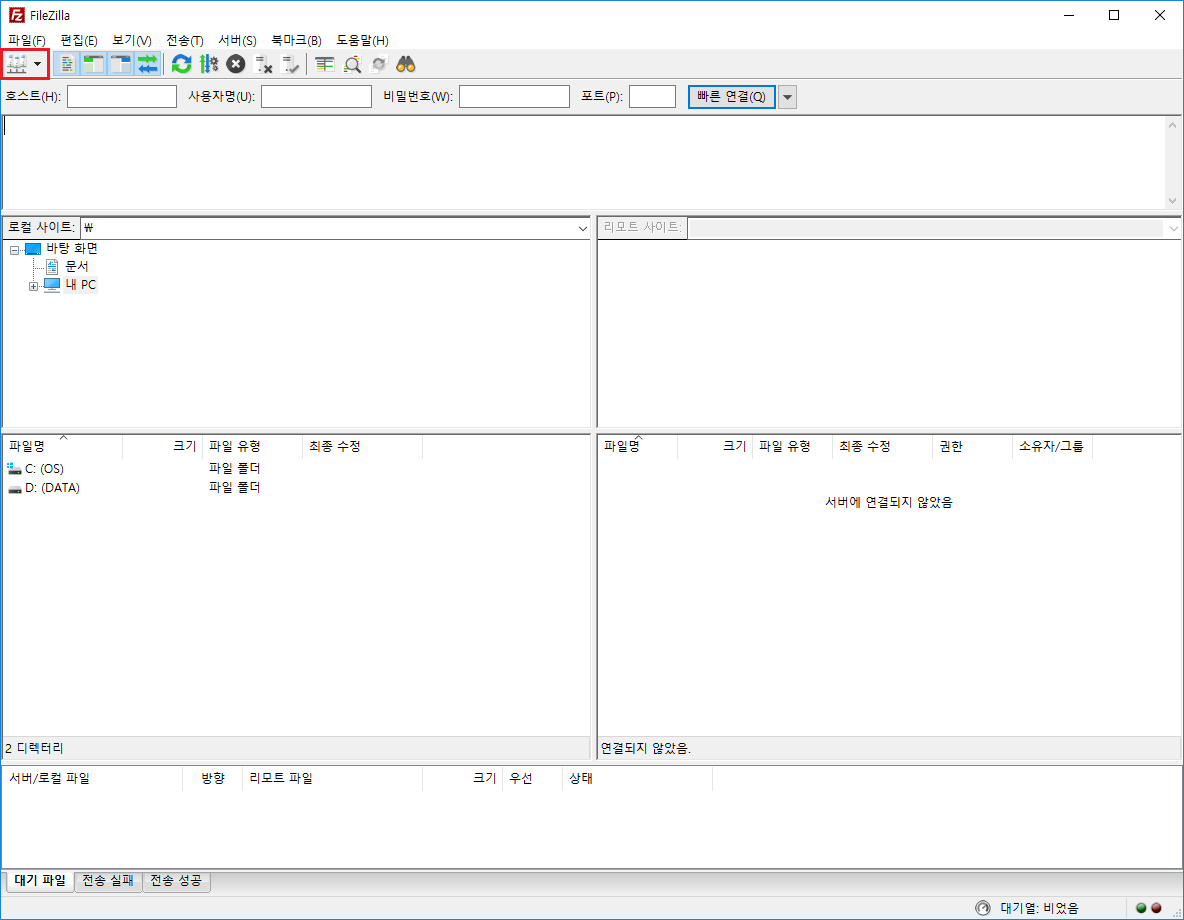 FileZilla
파일(F) 편집(E) 보기(V) 전송(T) 서버(S) 북마크(B) 도움말(H)
호스트(H): 사용자명(U): 비밀번호(W): 포트(P): 빠른 연결(Q)
로컬 사이트: ₩
바탕 화면
문서
내 PC
리모트 사이트:
파일명 크기 파일 유형 최종 수정
C: (OS) 파일 폴더
D: (DATA) 파일 폴더
2 디렉터리
파일명 크기 파일 유형 최종 수정 권한 소유자/그룹
서버에 연결되지 않았음
연결되지 않았음.
서버/로컬 파일 방향 리모트 파일 크기 우선 상태
대기 파일 전송 실패 전송 성공
대기열: 비었음